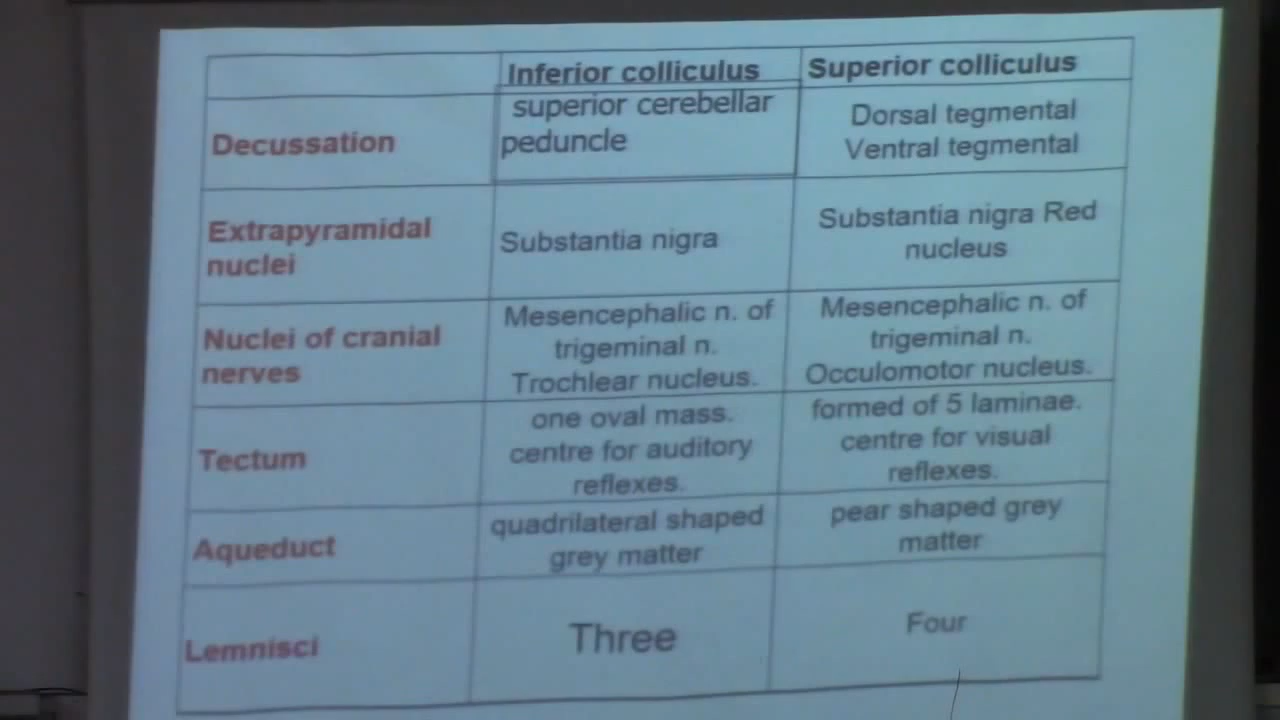 Inferior colliculus
Superior colliculus
Decussation
superior cerebellar
peduncle
Dorsal tegmental
Ventral tegmental
Extrapyramidal
nuclei
Substantia nigra
Substantia nigra Red
nucleus
Nuclei of cranial
nerves
Mesencephalic n. of
trigeminal n.
Trochlear nucleus.
Mesencephalic n. of
trigeminal n.
Occulomotor nucleus.
Tectum
one oval mass.
centre for auditory
reflexes.
formed of 5 laminae.
centre for visual
reflexes.
Aqueduct
quadrilateral shaped
grey matter
pear shaped grey
matter
Lemnisci
Three
Four